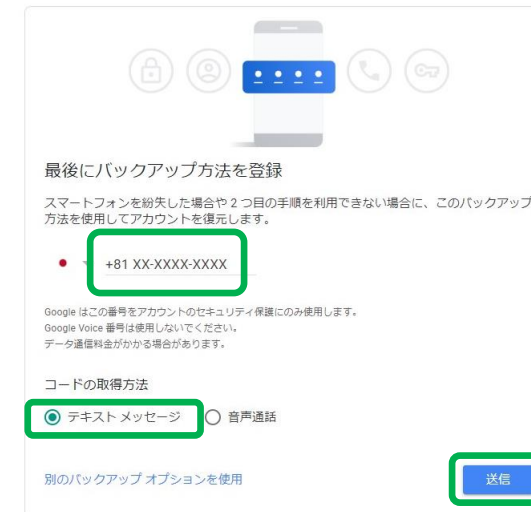 最後にバックアップ方法を登録
スマートフォンを紛失した場合や 2 つ目の手順を利用できない場合に、このバックアップ
方法を使用してアカウントを復元します。
+81 XX-XXXX-XXXX
Google はこの番号をアカウントのセキュリティ保護にのみ使用します。
Google Voice 番号は使用しないでください。
データ通信料金がかかる場合があります。
コードの取得方法
テキスト メッセージ 音声通話
別のバックアップ オプションを使用 送信